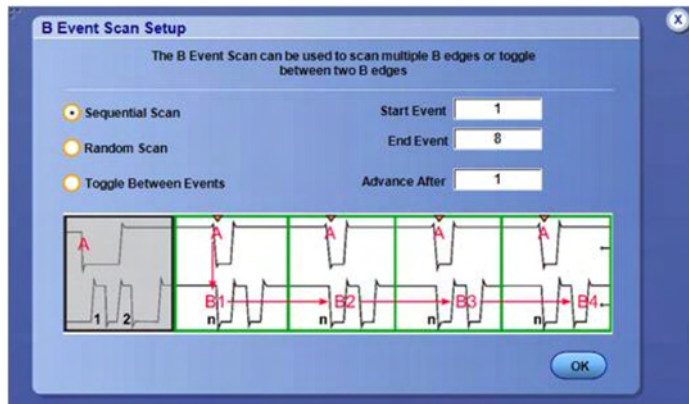 B Event Scan Setup
X
The B Event Scan can be used to scan multiple B edges or toggle
between two B edges
Sequential Scan
Start Event 1
Random Scan
End Event 8
Toggle Between Events
Advance After 1
A A A A A
B1 B2 B3 B4
1 2 n n n n
OK